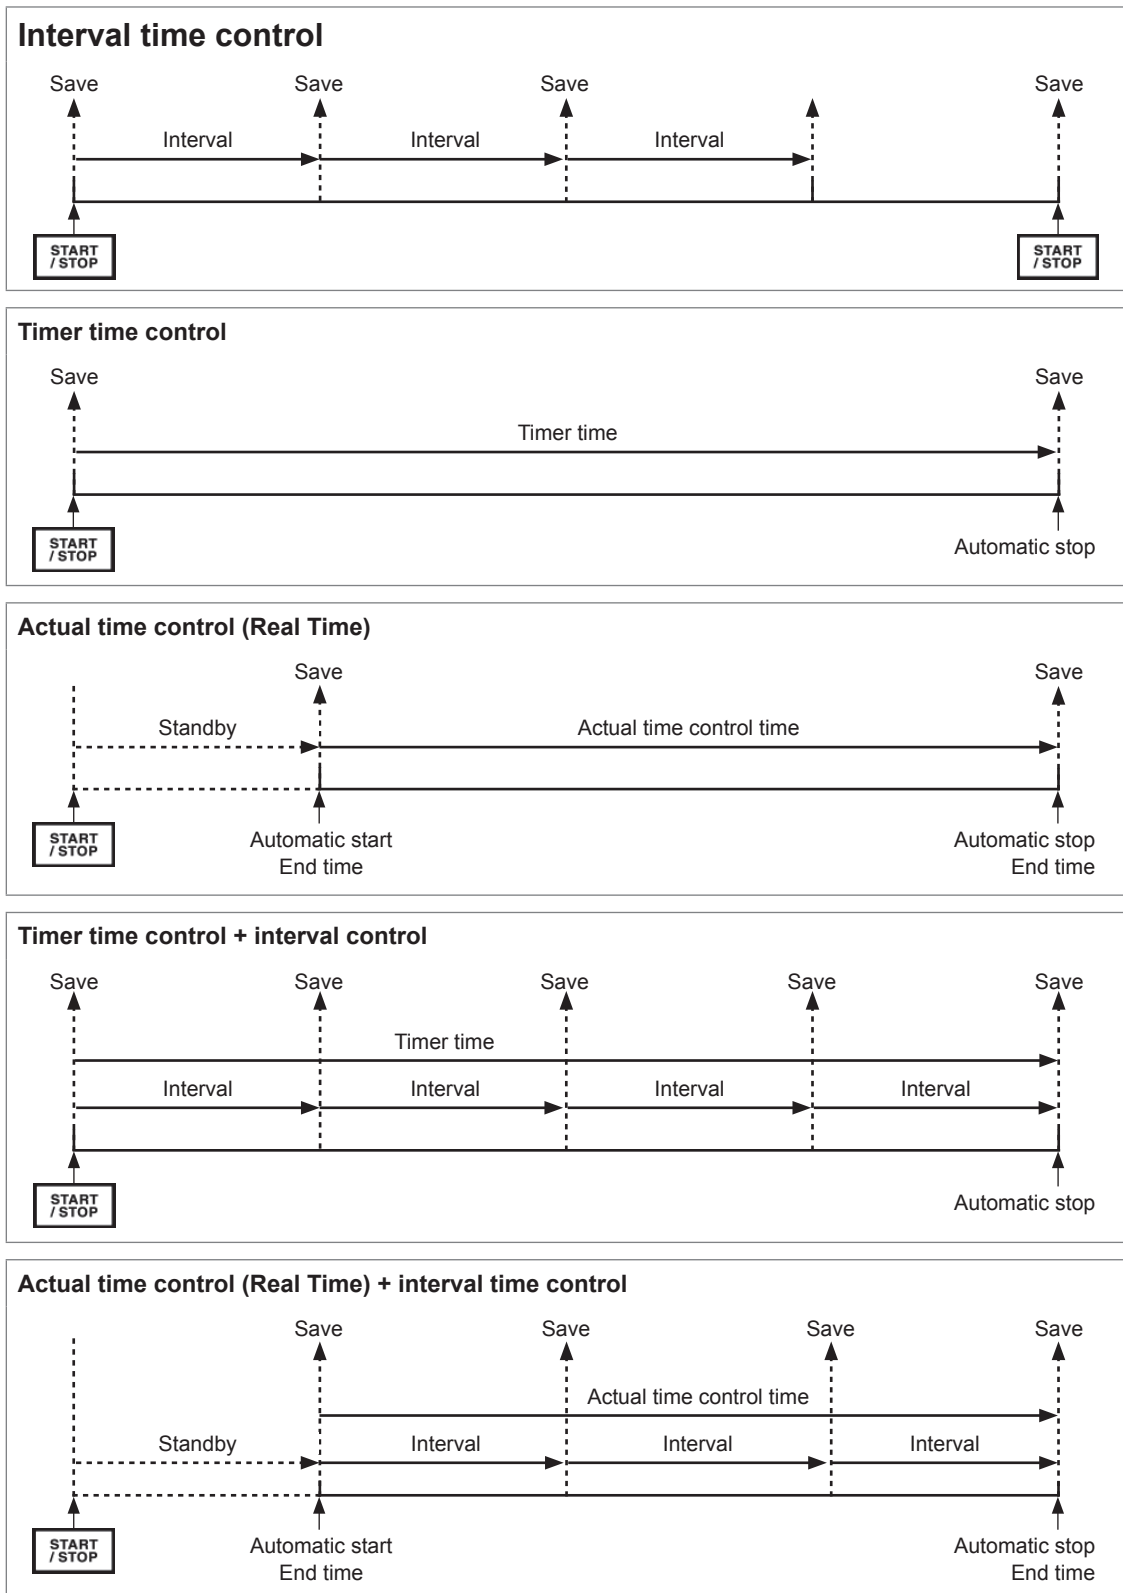 Interval time control
Save Save Save Save
Interval Interval Interval
START
/ STOP
START
/ STOP
Timer time control
Save Save
Timer time
START
/ STOP
Automatic stop
Actual time control (Real Time)
Save Save
Standby Actual time control time
START
/ STOP
Automatic start
End time
Automatic stop
End time
Timer time control + interval control
Save Save Save Save Save
Timer time
Interval Interval Interval Interval
START
/ STOP
Automatic stop
Actual time control (Real Time) + interval time control
Save Save Save Save
Actual time control time
Standby Interval Interval Interval
START
/ STOP
Automatic start
End time
Automatic stop
End time